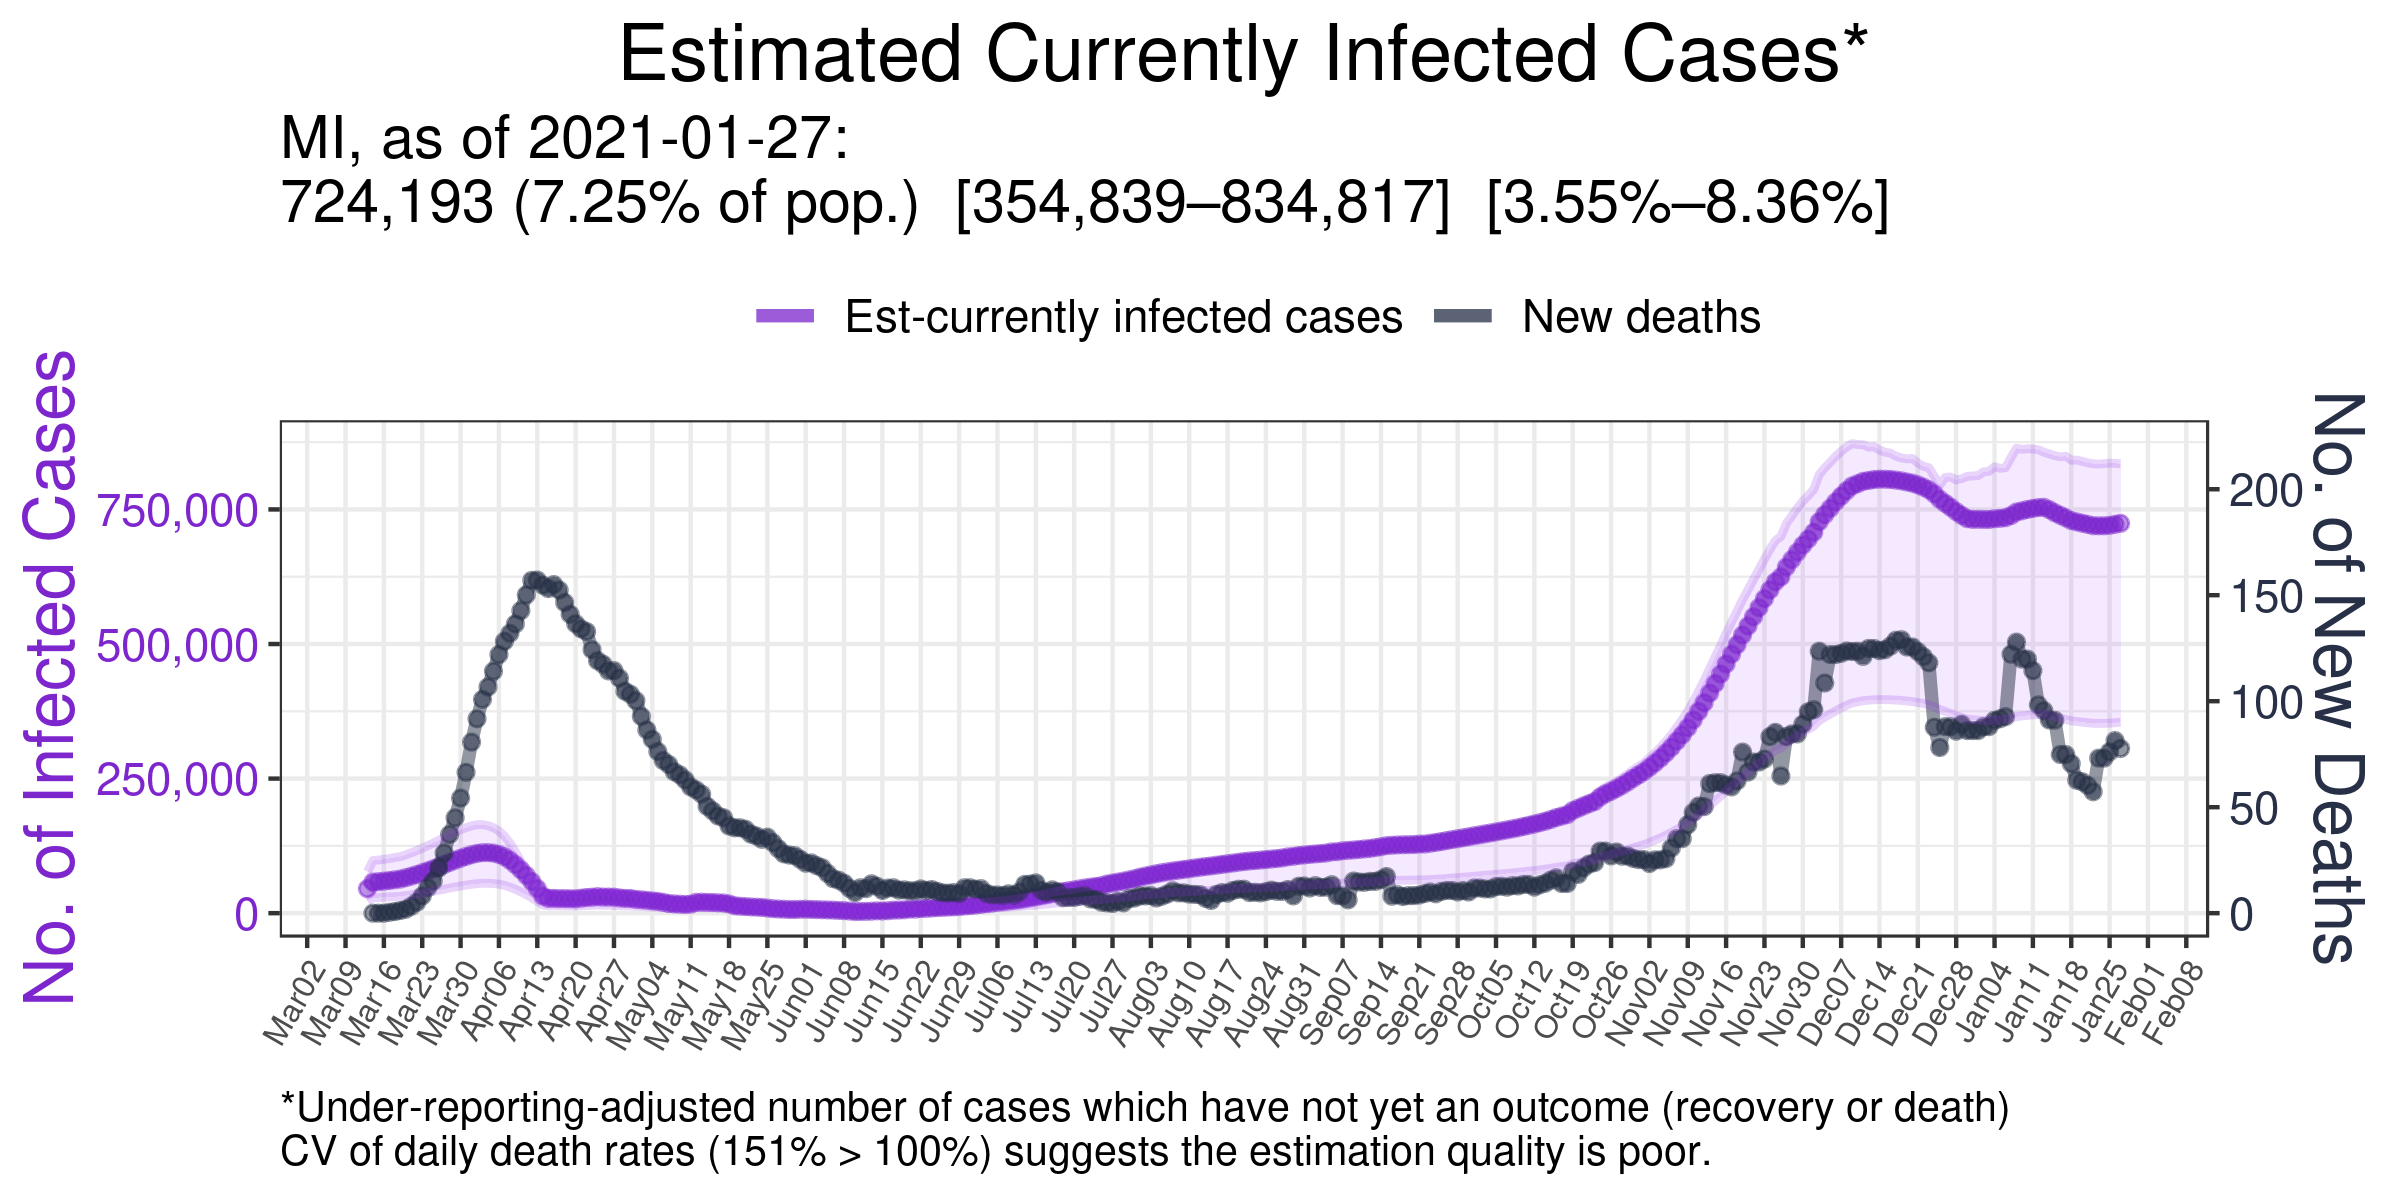 Estimated Currently Infected Cases*
MI, as of 2021-01-27:
724,193 (7.25% of pop.) [354,839–834,817] [3.55%–8.36%]
Est-currently infected cases New deaths
No. of Infected Cases
750,000
500,000
250,000
0
No. of New Deaths
200
150
100
50
0
Mar02 Mar09 Mar16 Mar23 Mar30 Apr06 Apr13 Apr20 Apr27 May04 May11 May18 May25 Jun01 Jun08 Jun15 Jun22 Jun29 Jul06 Jul13 Jul20 Jul27 Aug03 Aug10 Aug17 Aug24 Aug31 Sep07 Sep14 Sep21 Sep28 Oct05 Oct12 Oct19 Oct26 Nov02 Nov09 Nov16 Nov23 Nov30 Dec07 Dec14 Dec21 Dec28 Jan04 Jan11 Jan18 Jan25 Feb01 Feb08
*Under-reporting-adjusted number of cases which have not yet an outcome (recovery or death)
CV of daily death rates (151% > 100%) suggests the estimation quality is poor.